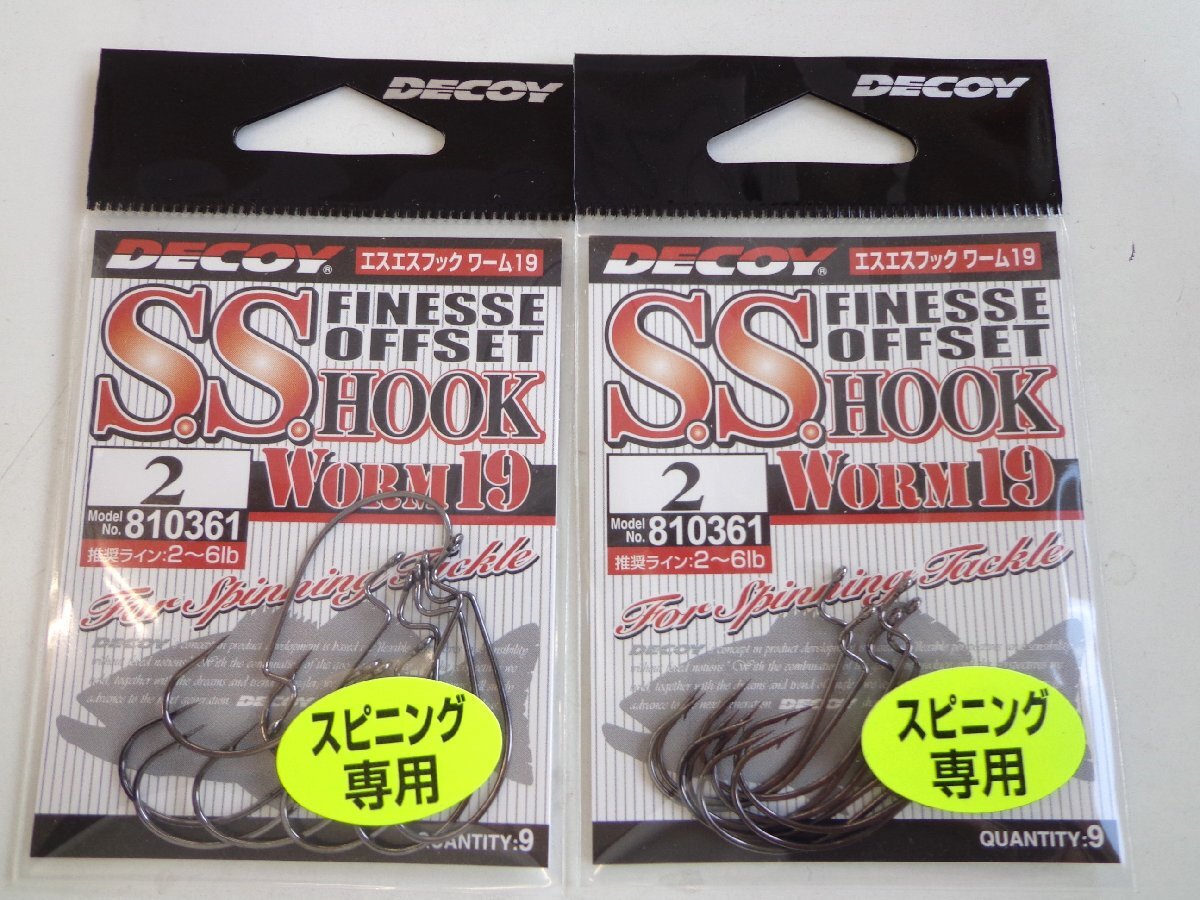 DECOY
DECOY® エスエスフック ワーム19
S.S. FINESSE
OFFSET
HOOK
2 WORM19
Model No. 810361
推奨ライン:2〜6lb
For Spinning Tackle
DECOY
DECOY
スピニング
専用
QUANTITY:9
DECOY
DECOY® エスエスフック ワーム19
S.S. FINESSE
OFFSET
HOOK
2 WORM19
Model No. 810361
推奨ライン:2〜6lb
For Spinning Tackle
DECOY
DECOY
スピニング
専用
QUANTITY:9